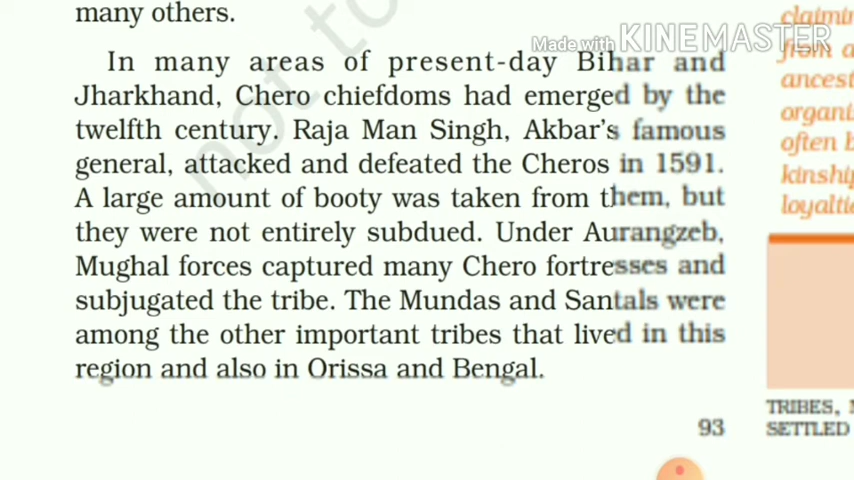 many others.
Made with KINEMASTER
In many areas of present-day Bihar and
Jharkhand, Chero chiefdoms had emerged by the
twelfth century. Raja Man Singh, Akbar's famous
general, attacked and defeated the Cheros in 1591.
A large amount of booty was taken from them, but
they were not entirely subdued. Under Aurangzeb,
Mughal forces captured many Chero fortresses and
subjugated the tribe. The Mundas and Santals were
among the other important tribes that lived in this
region and also in Orissa and Bengal.
93
not to
from a
often b
TRIBES,
SETTLED